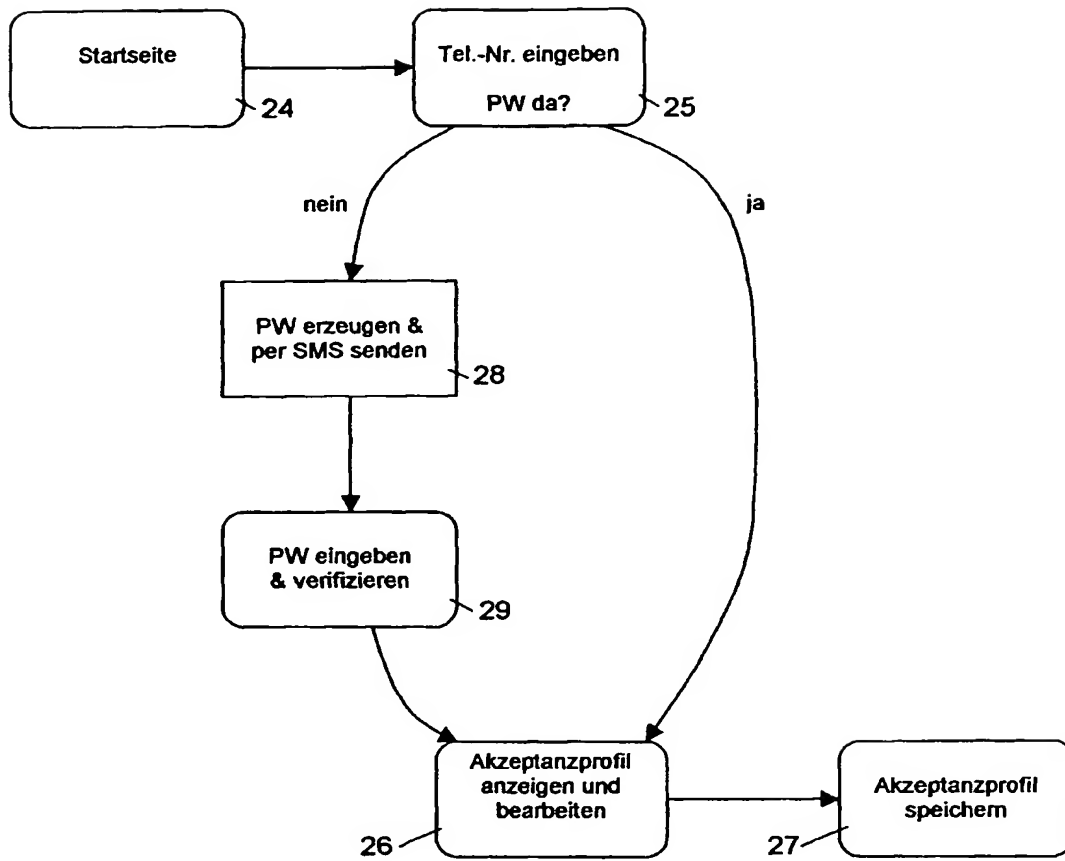 Startseite
24
Tel.-Nr. eingeben
PW da?
25
nein
ja
PW erzeugen &
per SMS senden
28
PW eingeben
& verifizieren
29
Akzeptanzprofil
anzeigen und
bearbeiten
26
Akzeptanzprofil
speichern
27